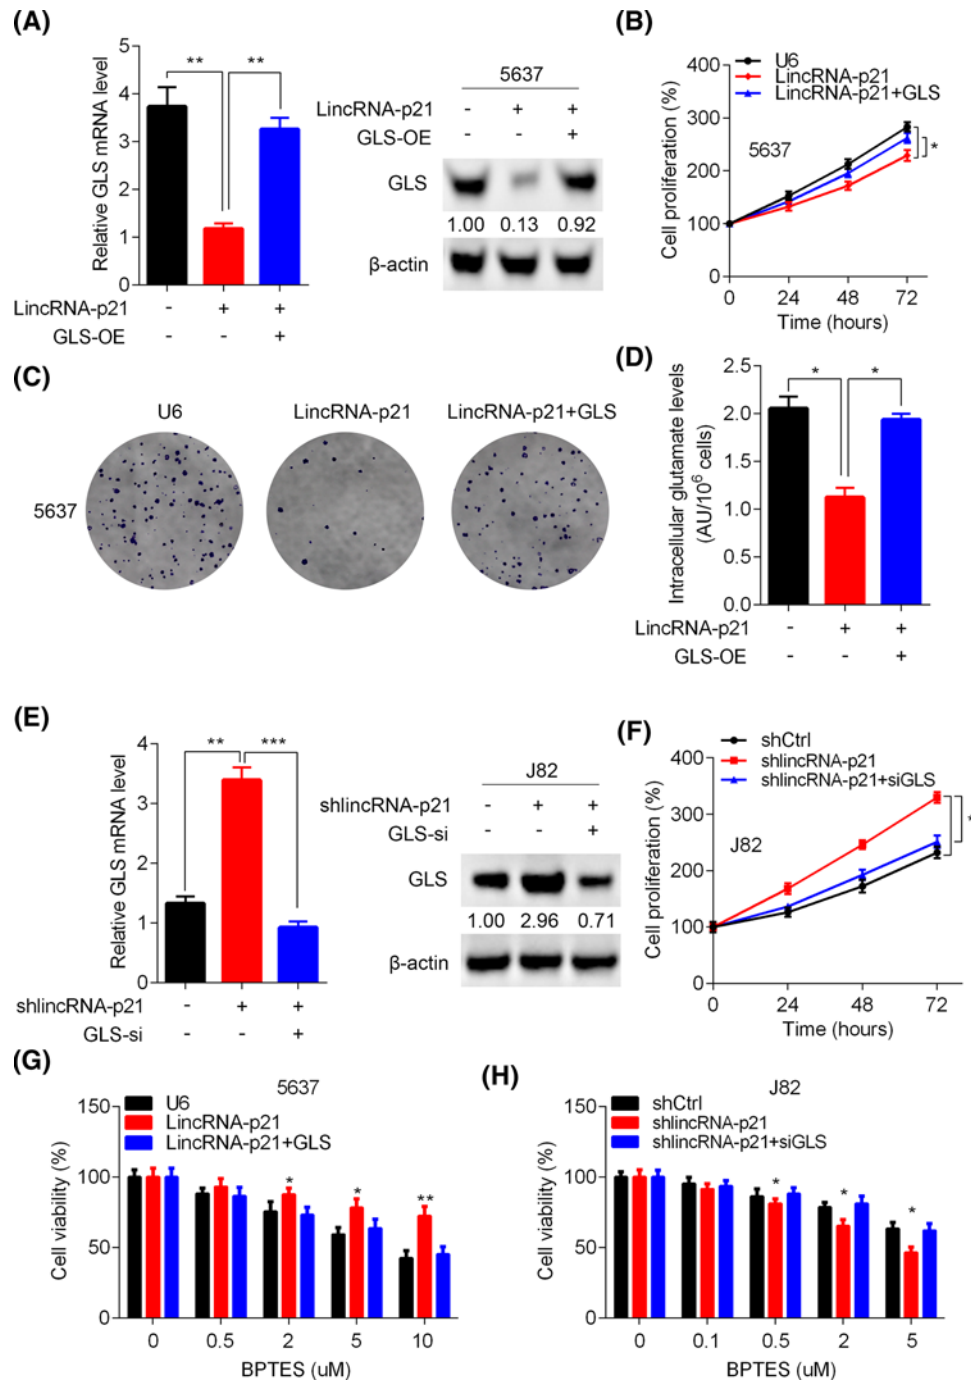 (A)
Relative GLS mRNA level
5
4
3
2
1
0
** **
LincRNA-p21 - + +
GLS-OE - - +
5637
LincRNA-p21 - + +
GLS-OE - - +
GLS
1.00 0.13 0.92
β-actin
(B)
Cell proliferation (%)
400
300
200
100
0
U6
LincRNA-p21
LincRNA-p21+GLS
5637
*
0 24 48 72
Time (hours)
(C)
U6 LincRNA-p21 LincRNA-p21+GLS
5637
(D)
Intracellular glutamate levels
(AU/10⁶ cells)
2.5
2.0
1.5
1.0
0.5
0.0
* *
LincRNA-p21 - + +
GLS-OE - - +
(E)
Relative GLS mRNA level
4
3
2
1
0
** ***
shlincRNA-p21 - + +
GLS-si - - +
J82
shlincRNA-p21 - + +
GLS-si - - +
GLS
1.00 2.96 0.71
β-actin
(F)
Cell proliferation (%)
400
300
200
100
0
shCtrl
shlincRNA-p21
shlincRNA-p21+siGLS
J82
*
0 24 48 72
Time (hours)
(G)
5637
Cell viability (%)
150
100
50
0
U6
LincRNA-p21
LincRNA-p21+GLS
* * **
0 0.5 2 5 10
BPTES (uM)
(H)
J82
Cell viability (%)
150
100
50
0
shCtrl
shlincRNA-p21
shlincRNA-p21+siGLS
* * *
0 0.1 0.5 2 5
BPTES (uM)